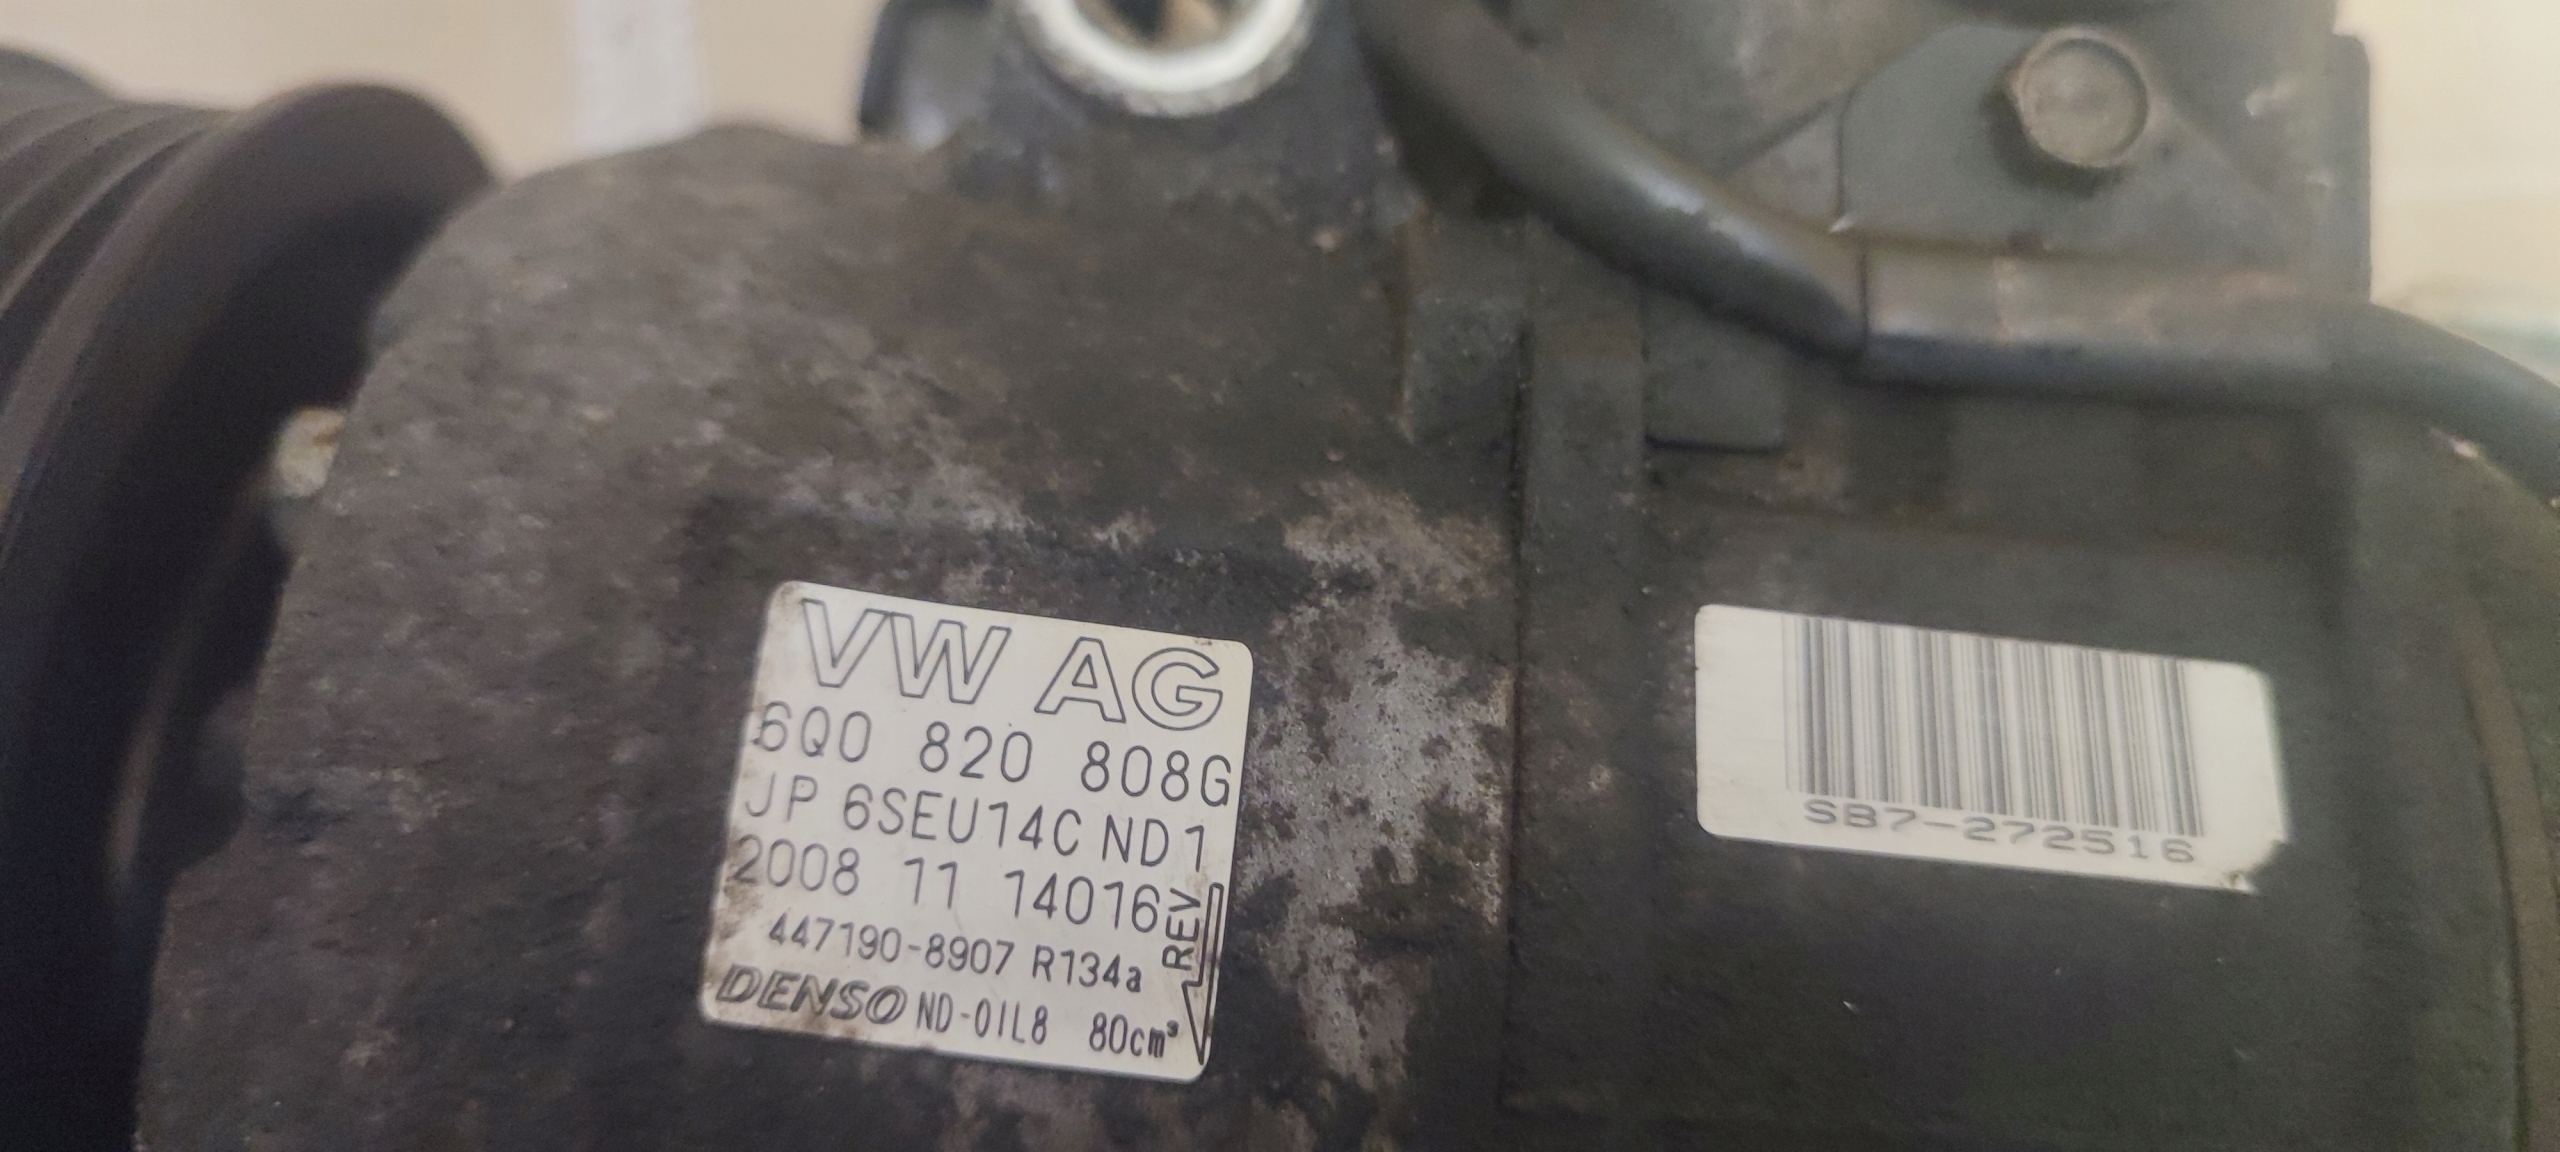 VW AG
6Q0 820 808G
JP 6SEU14C ND1
2008 11 14016
REV
447190-8907 R134a
DENSO ND-OIL8 80cm³
SB7-272516